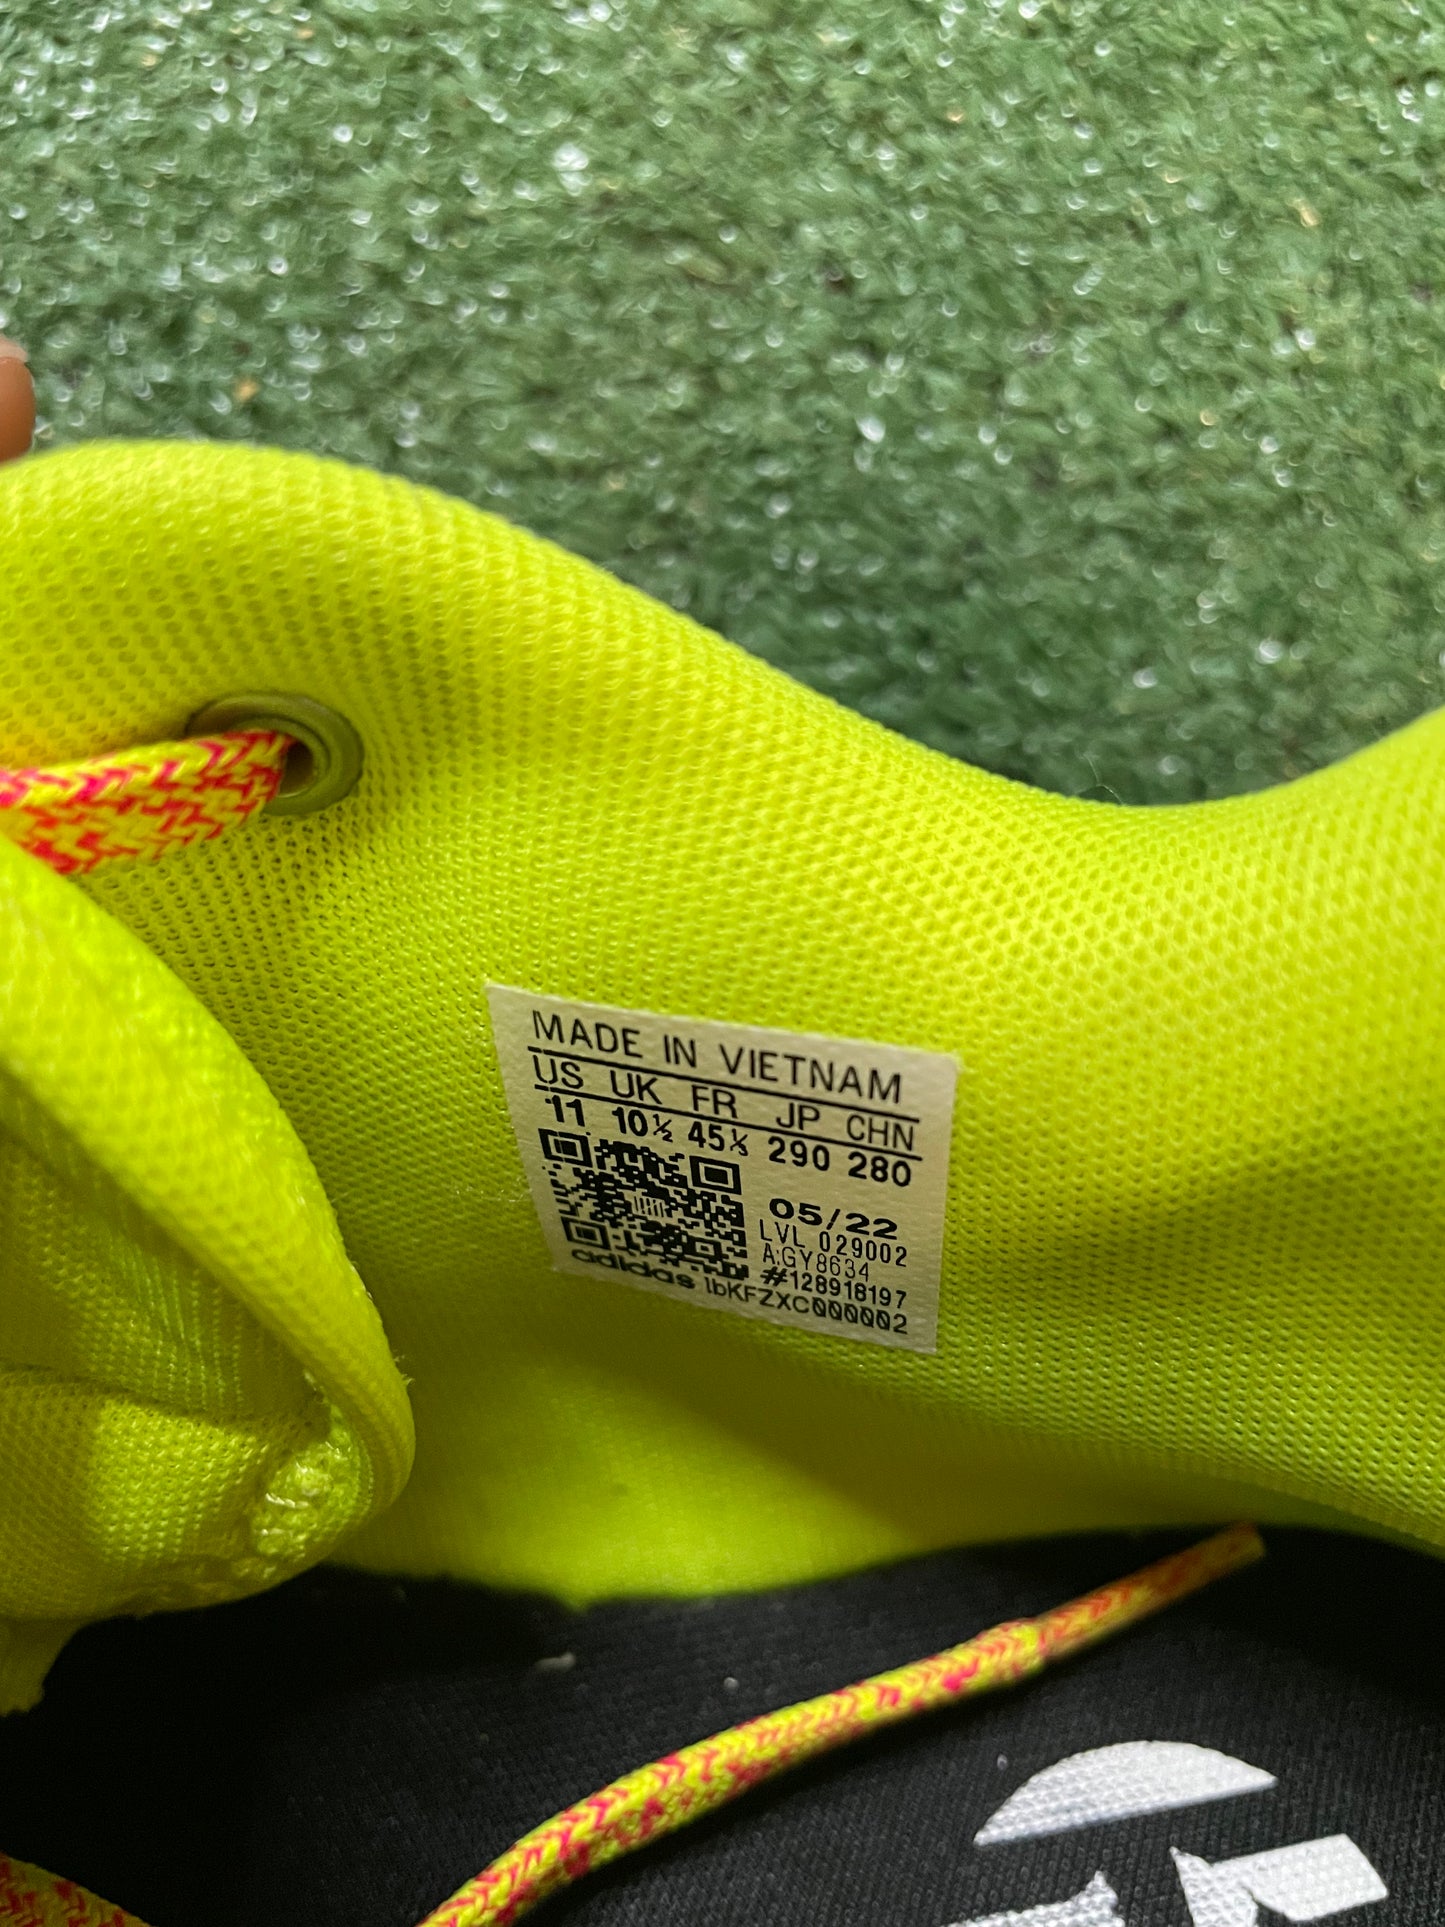 MADE IN VIETNAM
US UK FR JP CHN
11 10½ 45⅓ 290 280
05/22
LVL 029002
A:GY8634
#128918197
adidas 1bKFZXC000002